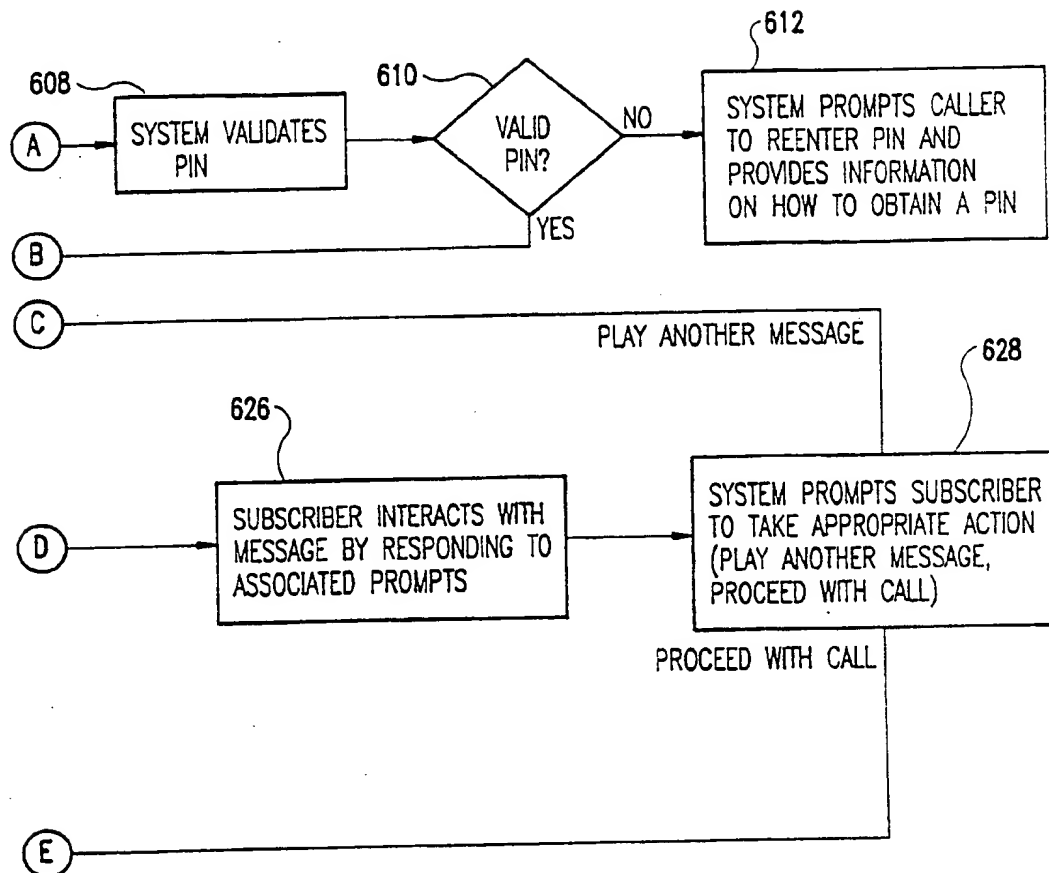 608
610
612
A
SYSTEM VALIDATES
PIN
VALID
PIN?
NO
YES
SYSTEM PROMPTS CALLER
TO REENTER PIN AND
PROVIDES INFORMATION
ON HOW TO OBTAIN A PIN
B
C
PLAY ANOTHER MESSAGE
626
628
D
SUBSCRIBER INTERACTS WITH
MESSAGE BY RESPONDING TO
ASSOCIATED PROMPTS
SYSTEM PROMPTS SUBSCRIBER
TO TAKE APPROPRIATE ACTION
(PLAY ANOTHER MESSAGE,
PROCEED WITH CALL)
PROCEED WITH CALL
E